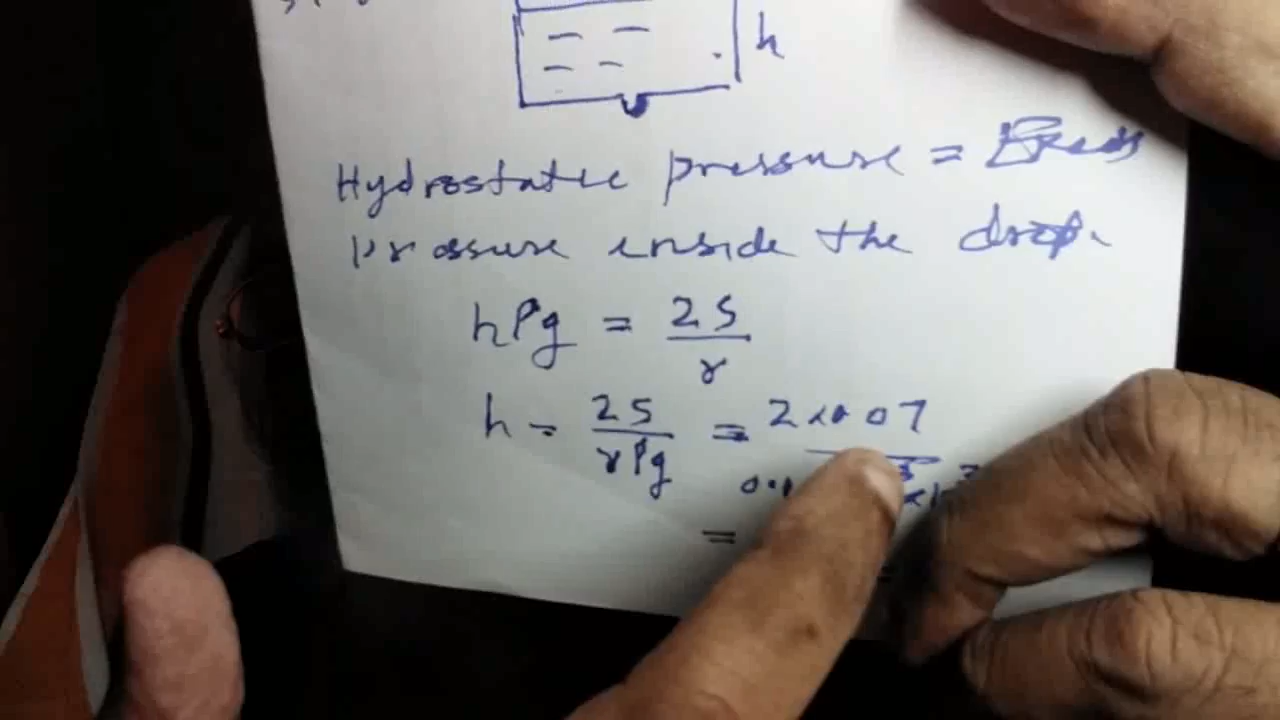 h
Hydrostatic pressure = Excess
pressure inside the drop.
hρg = 2S/r
h = 2S/rρg = 2×0.07
=